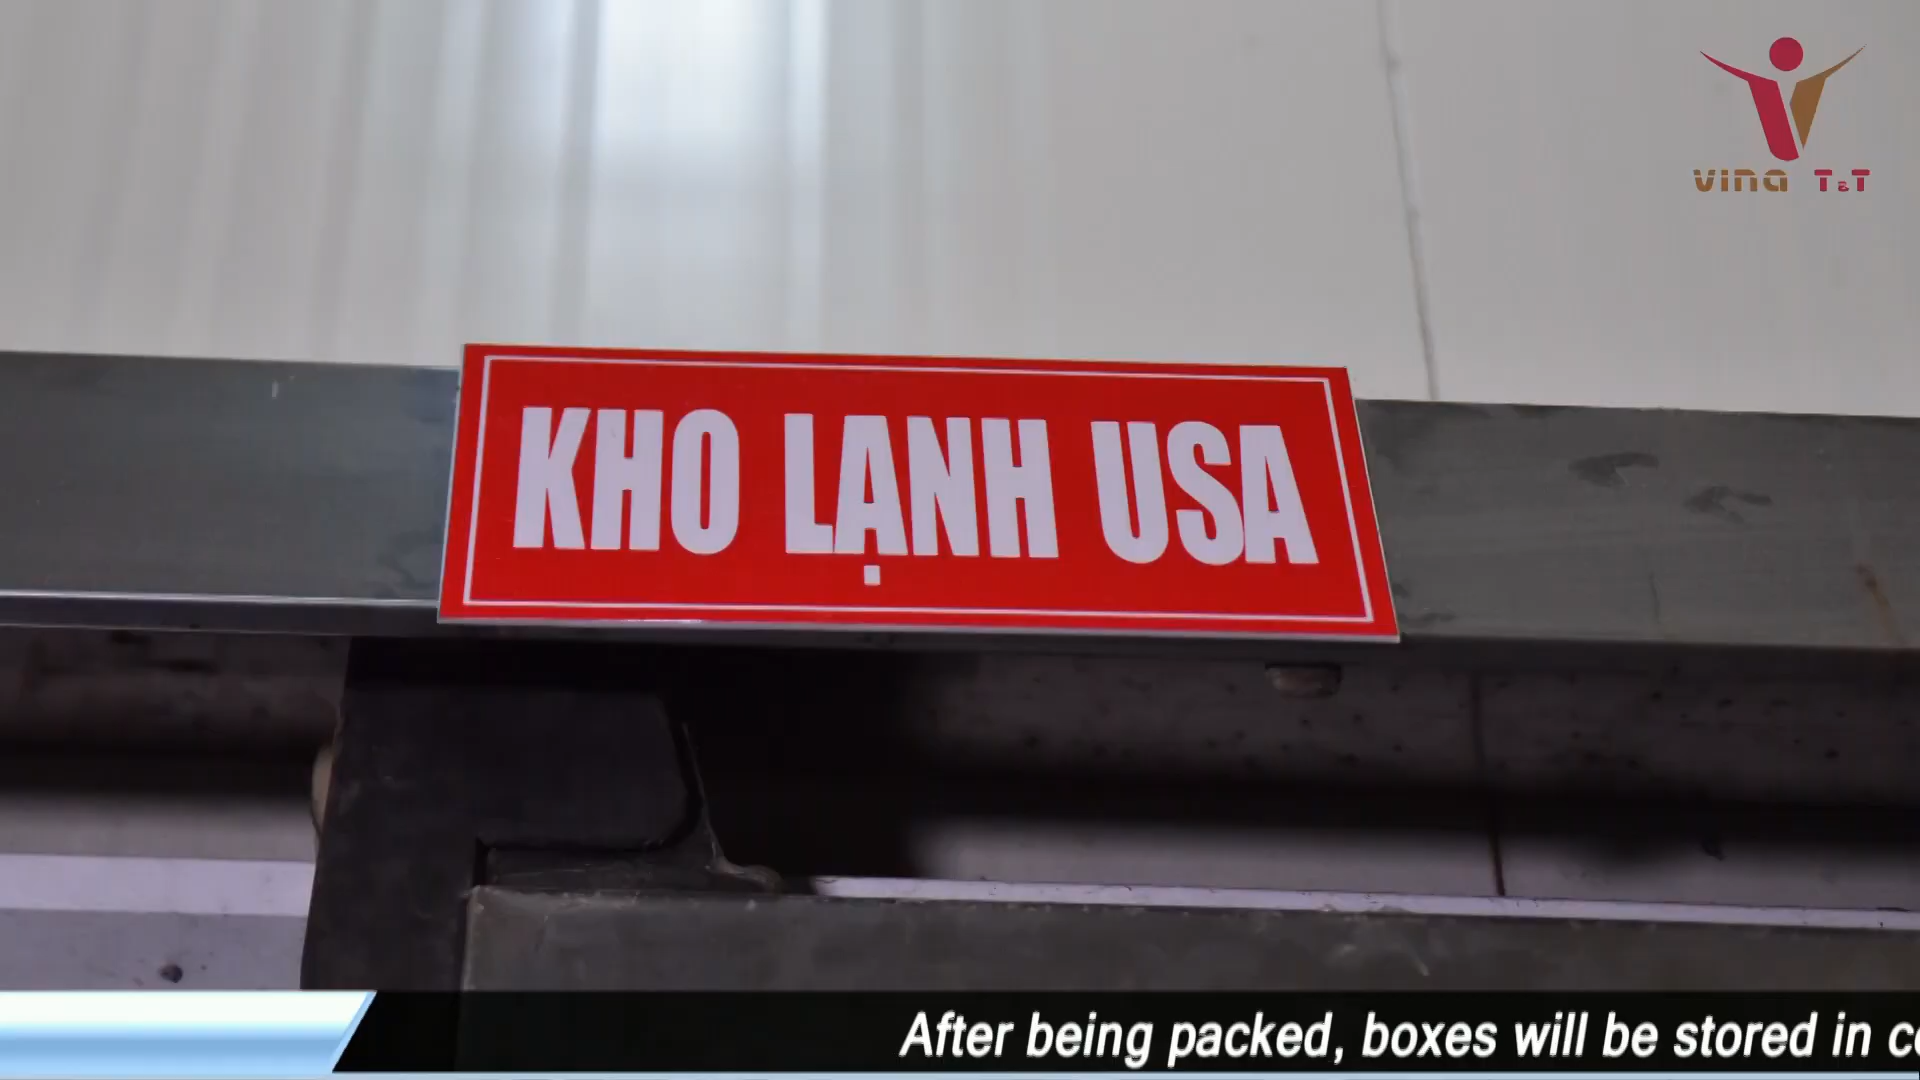 vina T&T
KHO LẠNH USA
After being packed, boxes will be stored in